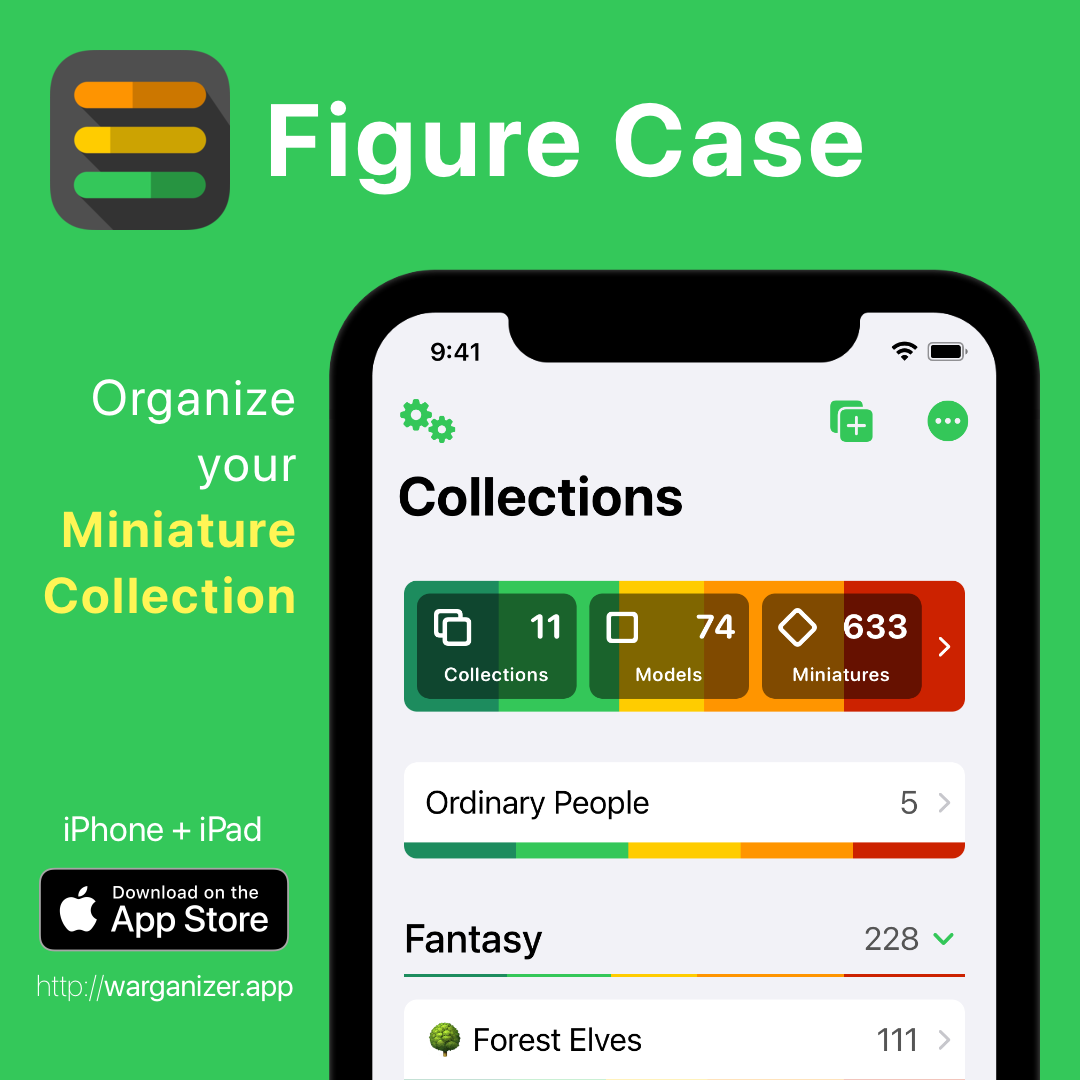 Figure Case
Organize
your
Miniature
Collection
iPhone + iPad
Download on the
App Store
http://warganizer.app
9:41
Collections
11
Collections
74
Models
633
Miniatures
Ordinary People 5
Fantasy 228
Forest Elves 111